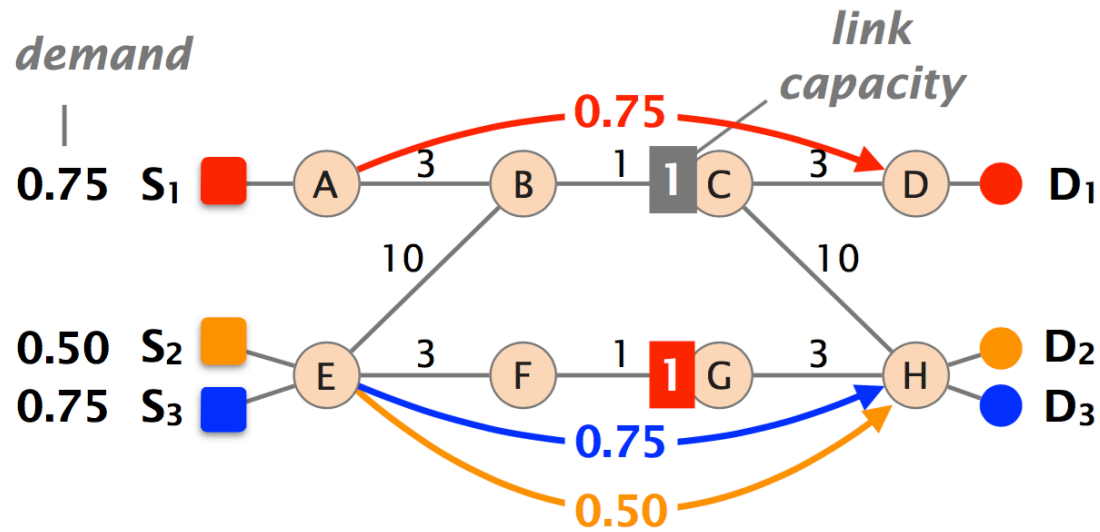 demand
link
capacity
0.75
0.75 S1 A 3 B 1 1 C 3 D D1
10 10
0.50 S2 D2
E 3 F 1 1 G 3 H
0.75 S3 D3
0.75
0.50